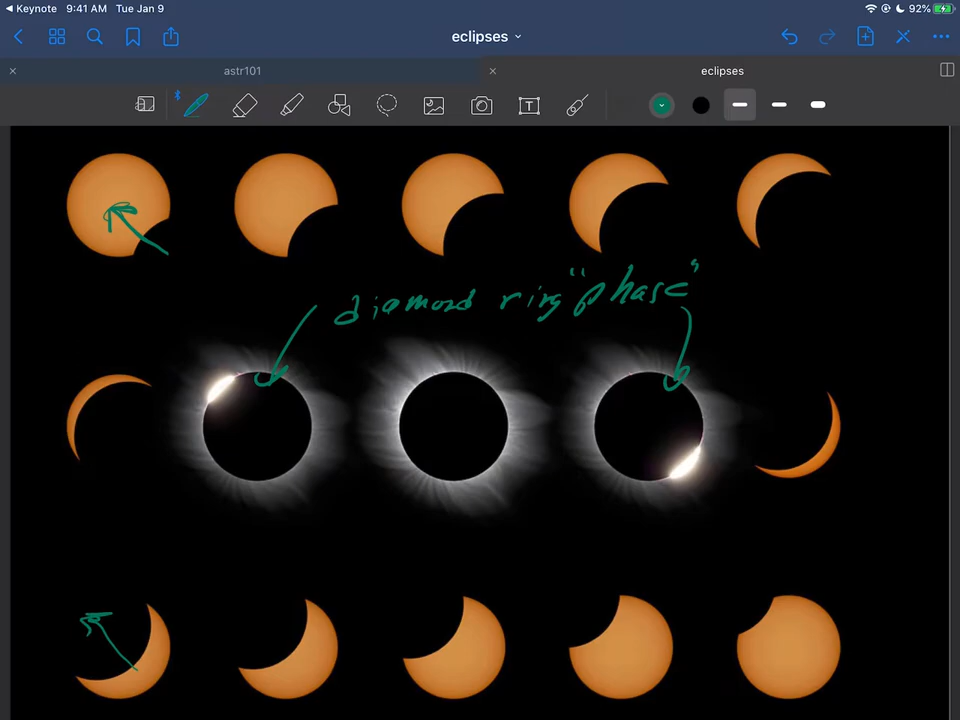 Keynote 9:41 AM Tue Jan 9 92%
eclipses
astr101 eclipses
T
diamond ring "phase"